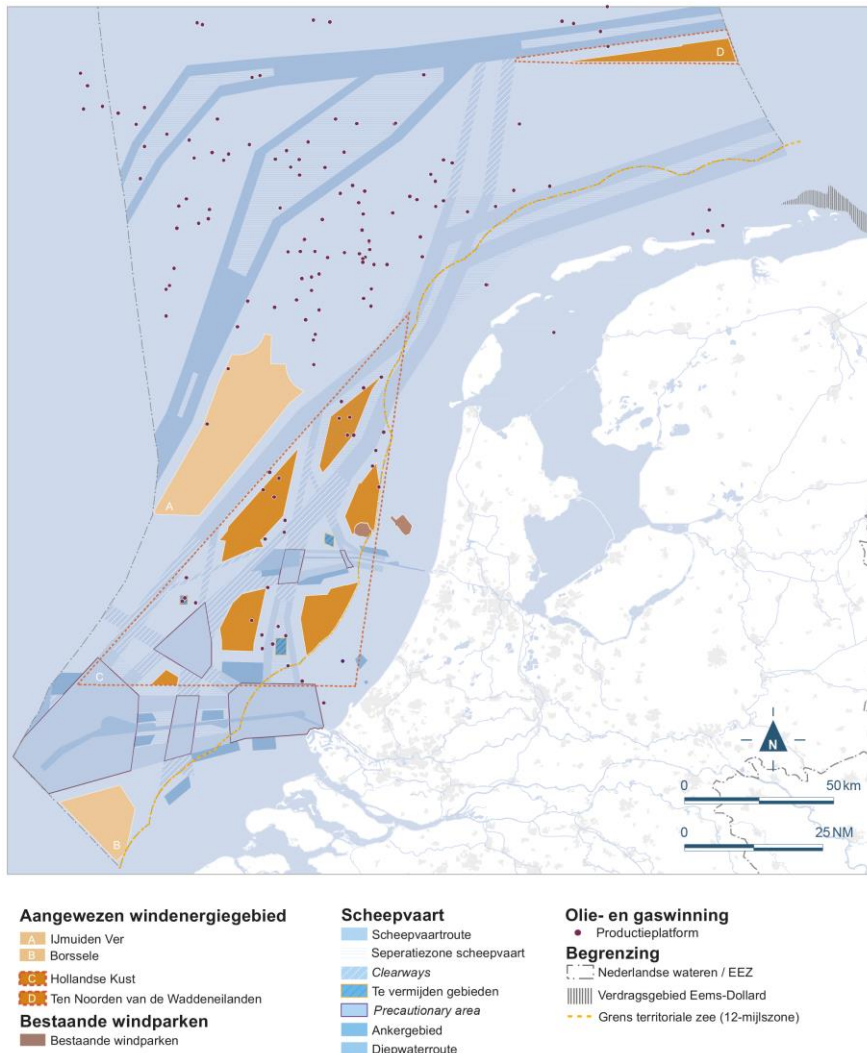 D
A
C
B
N
0 50 km
0 25 NM
Aangewezen windenergiegebied
A IJmuiden Ver
B Borssele
C Hollandse Kust
D Ten Noorden van de Waddeneilanden
Bestaande windparken
Bestaande windparken
Scheepvaart
Scheepvaartroute
Seperatiezone scheepvaart
Clearways
Te vermijden gebieden
Precautionary area
Ankergebied
Diepwaterroute
Olie- en gaswinning
Productieplatform
Begrenzing
Nederlandse wateren / EEZ
Verdragsgebied Eems-Dollard
Grens territoriale zee (12-mijlszone)